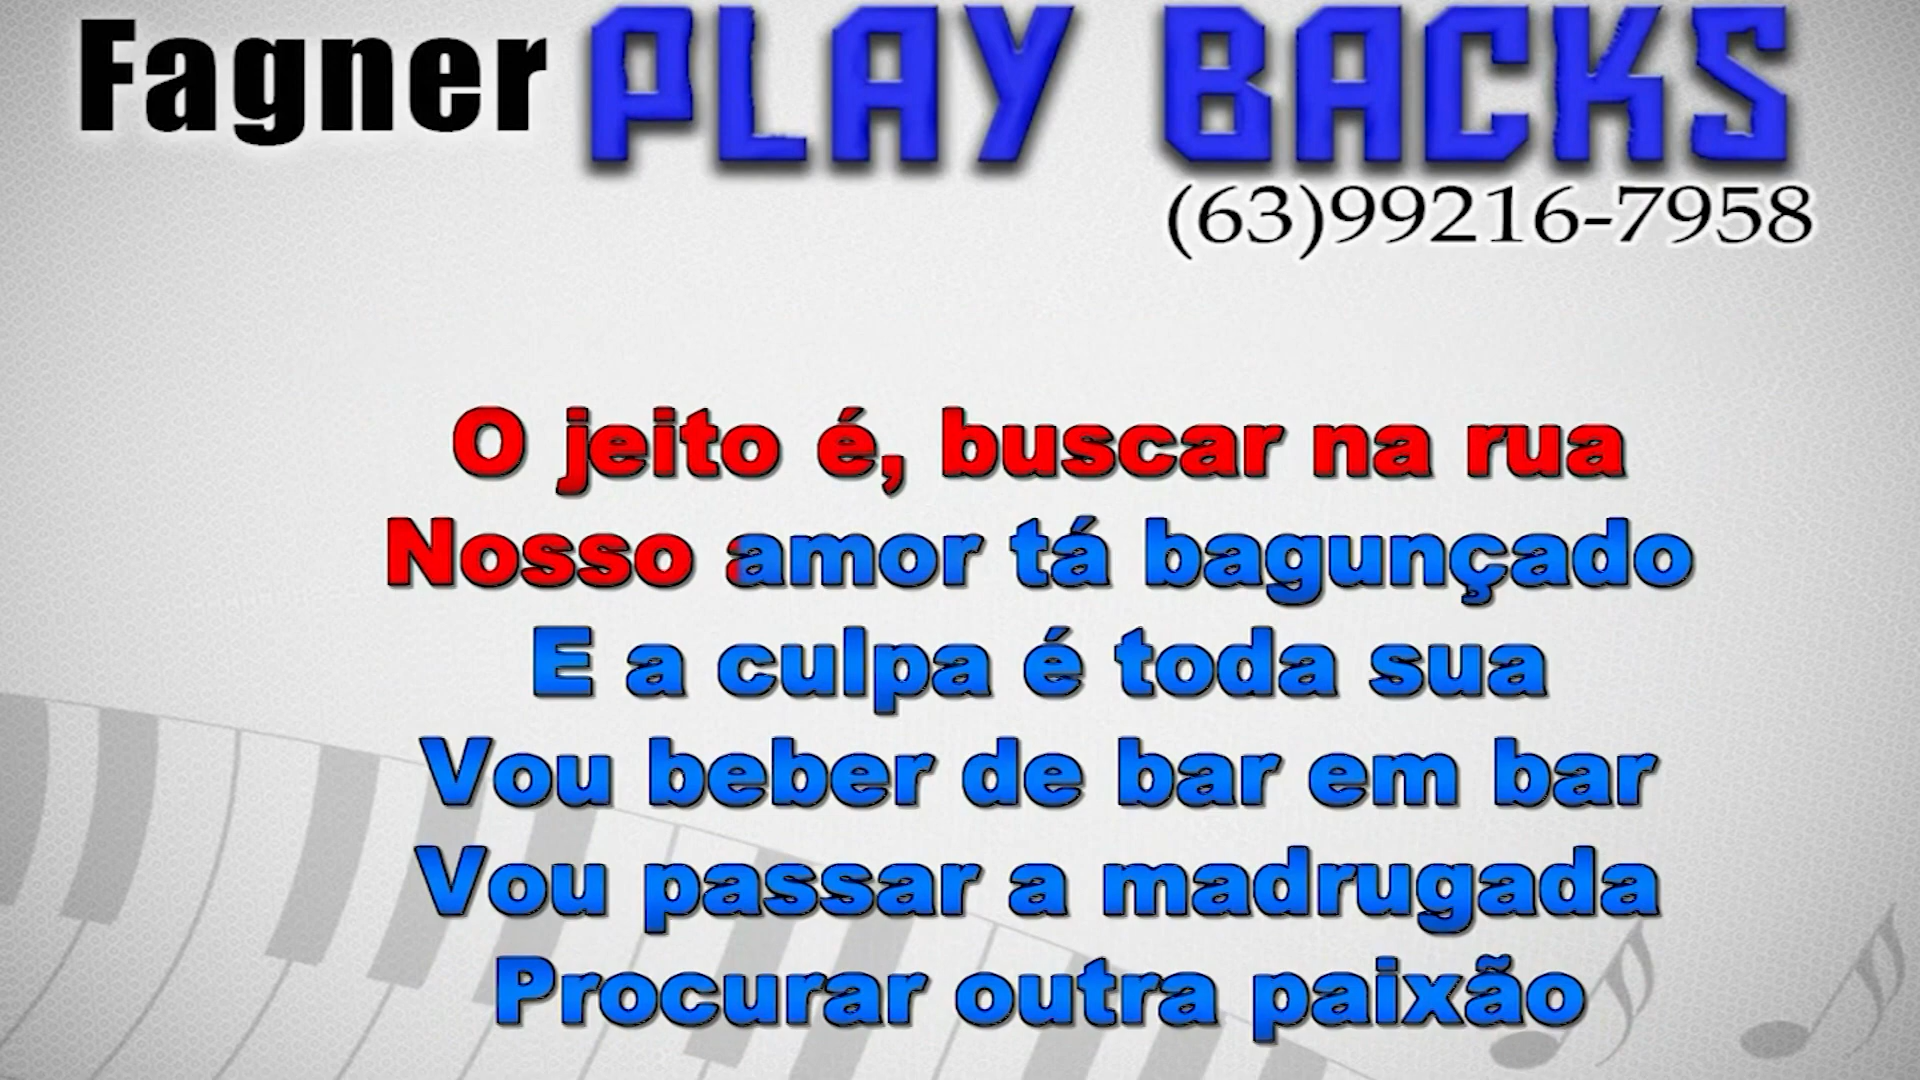 Fagner PLAY BACKS
(63)99216-7958
O jeito é, buscar na rua
Nosso amor tá bagunçado
E a culpa é toda sua
Vou beber de bar em bar
Vou passar a madrugada
Procurar outra paixão